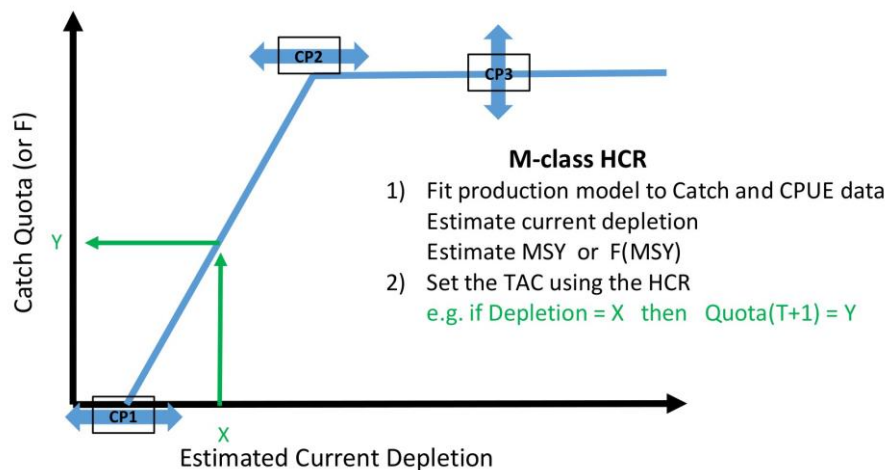 CP2
CP3
Catch Quota (or F)
M-class HCR
1) Fit production model to Catch and CPUE data
Estimate current depletion
Estimate MSY or F(MSY)
2) Set the TAC using the HCR
e.g. if Depletion = X then Quota(T+1) = Y
Y
CP1
X
Estimated Current Depletion